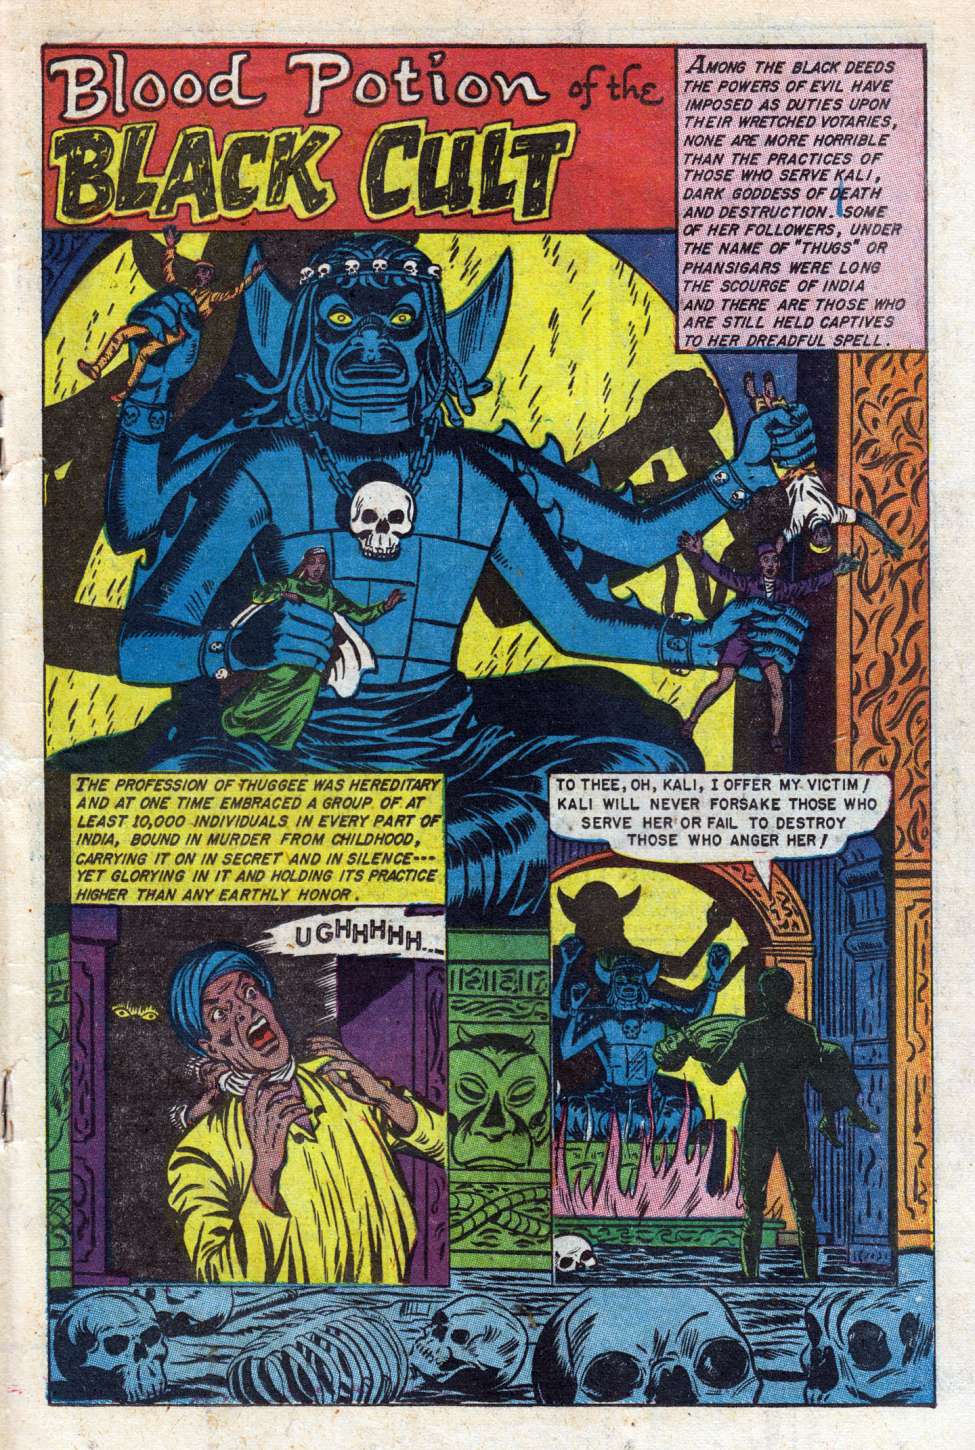 Blood Potion of the
BLACK CULT
AMONG THE BLACK DEEDS
THE POWERS OF EVIL HAVE
IMPOSED AS DUTIES UPON
THEIR WRETCHED VOTARIES,
NONE ARE MORE HORRIBLE
THAN THE PRACTICES OF
THOSE WHO SERVE KALI,
DARK GODDESS OF DEATH
AND DESTRUCTION. SOME
OF HER FOLLOWERS, UNDER
THE NAME OF "THUGS" OR
PHANSIGARS WERE LONG
THE SCOURGE OF INDIA
AND THERE ARE THOSE WHO
ARE STILL HELD CAPTIVES
TO HER DREADFUL SPELL.
THE PROFESSION OF THUGGEE WAS HEREDITARY
AND AT ONE TIME EMBRACED A GROUP OF AT
LEAST 10,000 INDIVIDUALS IN EVERY PART OF
INDIA, BOUND IN MURDER FROM CHILDHOOD,
CARRYING IT ON IN SECRET AND IN SILENCE---
YET GLORYING IN IT AND HOLDING ITS PRACTICE
HIGHER THAN ANY EARTHLY HONOR.
UGHHHHH...
TO THEE, OH, KALI, I OFFER MY VICTIM!
KALI WILL NEVER FORSAKE THOSE WHO
SERVE HER OR FAIL TO DESTROY
THOSE WHO ANGER HER!